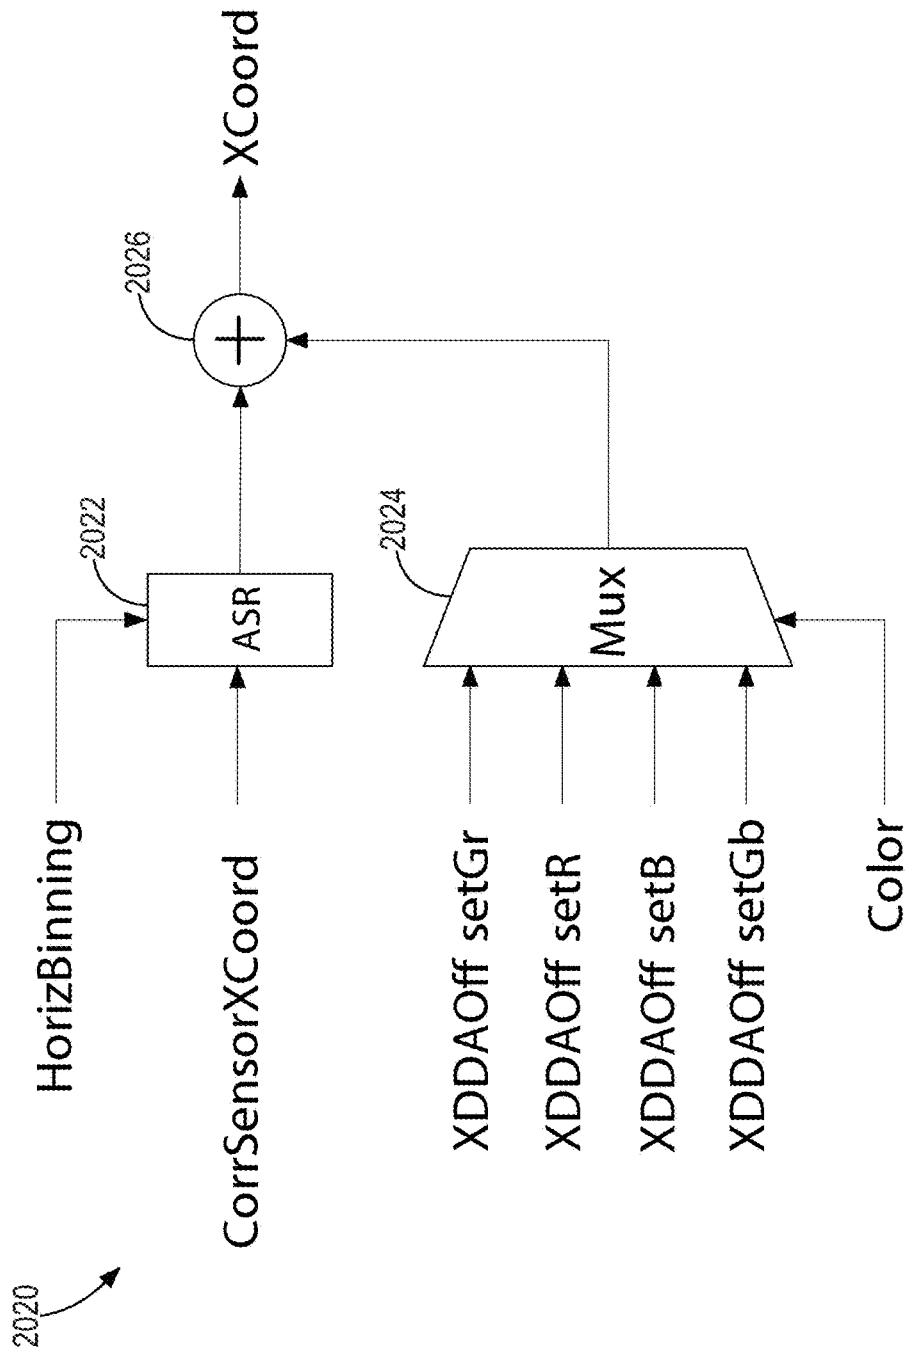 2020
HorizBinning
CorrSensorXCoord
2022
ASR
2026
XCoord
XDDAOff setGr
XDDAOff setR
XDDAOff setB
XDDAOff setGb
2024
Mux
Color